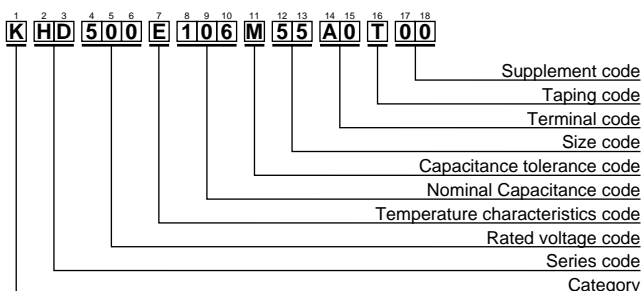 1 2 3 4 5 6 7 8 9 10 11 12 13 14 15 16 17 18
K HD 500 E 106 M 55 A0 T 00
Supplement code
Taping code
Terminal code
Size code
Capacitance tolerance code
Nominal Capacitance code
Temperature characteristics code
Rated voltage code
Series code
Category